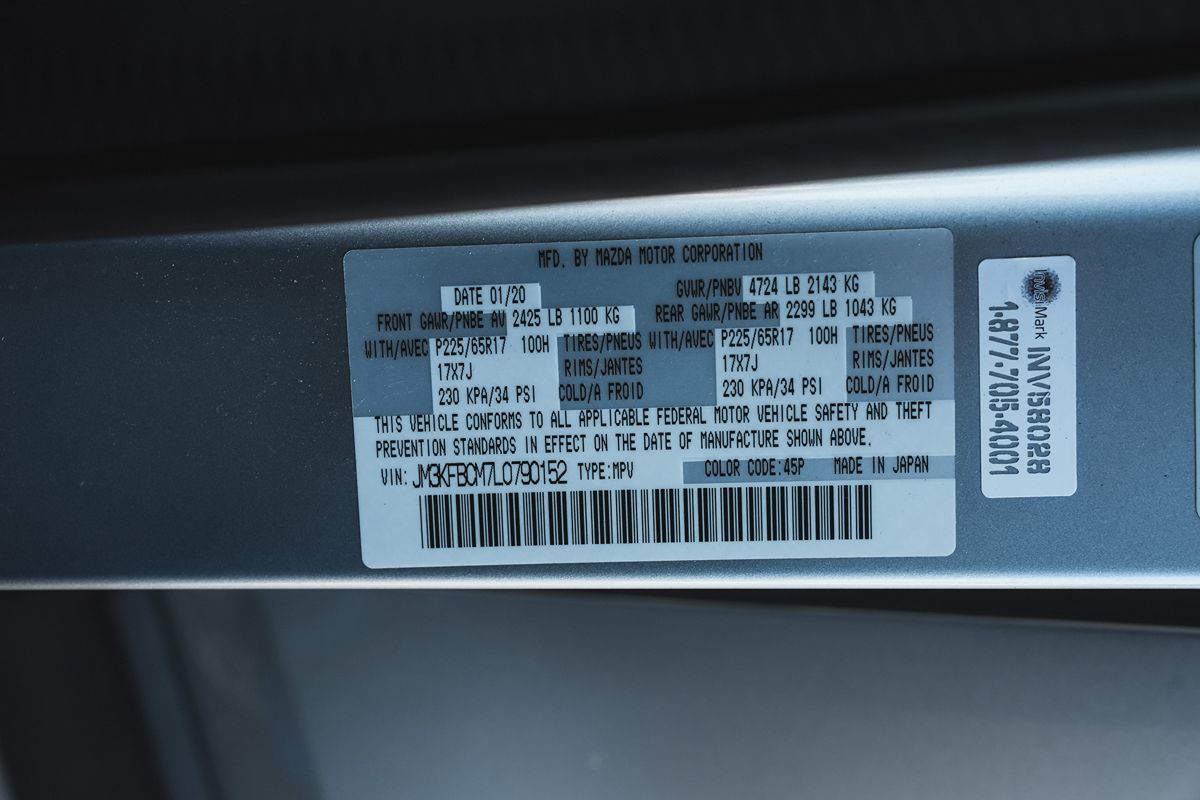 MFD. BY MAZDA MOTOR CORPORATION
DATE 01/20 GVWR/PNBV 4724 LB 2143 KG
FRONT GAWR/PNBE AV 2425 LB 1100 KG REAR GAWR/PNBE AR 2299 LB 1043 KG
WITH/AVEC P225/65R17 100H TIRES/PNEUS WITH/AVEC P225/65R17 100H TIRES/PNEUS
17X7J RIMS/JANTES 17X7J RIMS/JANTES
230 KPA/34 PSI COLD/A FROID 230 KPA/34 PSI COLD/A FROID
THIS VEHICLE CONFORMS TO ALL APPLICABLE FEDERAL MOTOR VEHICLE SAFETY AND THEFT
PREVENTION STANDARDS IN EFFECT ON THE DATE OF MANUFACTURE SHOWN ABOVE.
VIN: JM3KFBCM7L0790152 TYPE:MPV COLOR CODE:45P MADE IN JAPAN
InVisiMark INV58028
1-877-705-4001